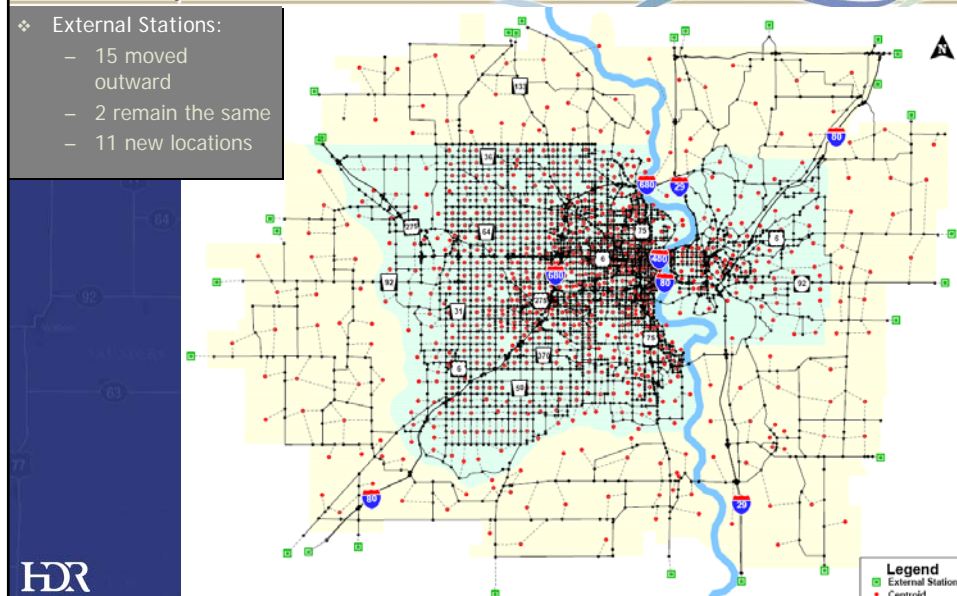 External Stations:
– 15 moved
outward
– 2 remain the same
– 11 new locations
N
133
36
64
275
92
31
6
50
370
275
680
6
75
680
29
480
80
75
6
92
80
80
29
64
92
63
77
HDR
Legend
External Station
Centroid